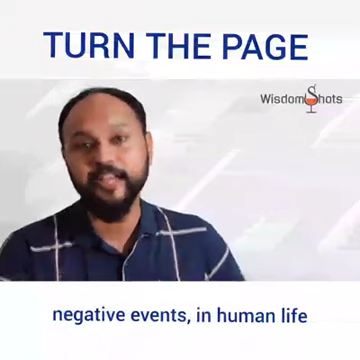 TURN THE PAGE
WisdomShots
negative events, in human life